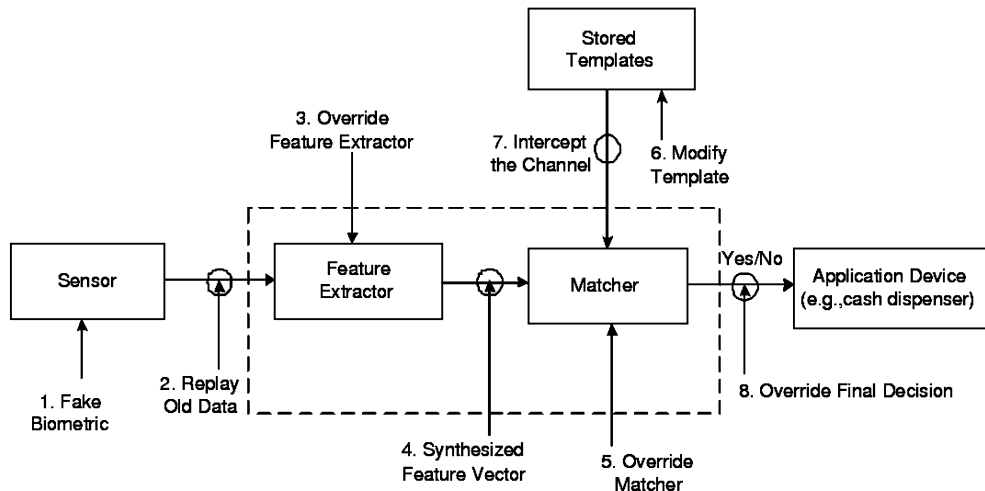 Stored
Templates
3. Override
Feature Extractor
7. Intercept
the Channel
6. Modify
Template
Sensor
Feature
Extractor
Matcher
Yes/No
Application Device
(e.g.,cash dispenser)
1. Fake
Biometric
2. Replay
Old Data
4. Synthesized
Feature Vector
5. Override
Matcher
8. Override Final Decision